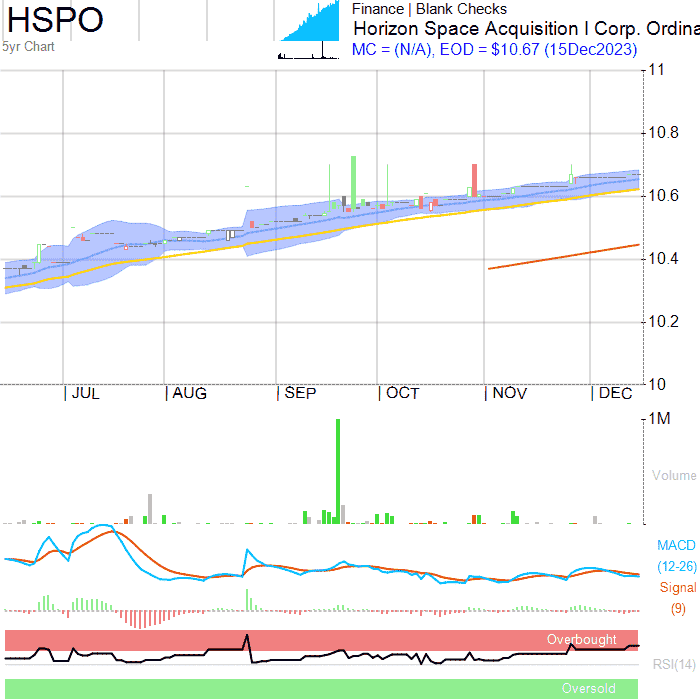 HSPO
5yr Chart
Finance | Blank Checks
Horizon Space Acquisition I Corp. Ordina
MC = (N/A), EOD = $10.67 (15Dec2023)
11
10.8
10.6
10.4
10.2
10
| JUL | AUG | SEP | OCT | NOV | DEC
1M
Volume
MACD
(12-26)
Signal
(9)
Overbought
RSI(14)
Oversold